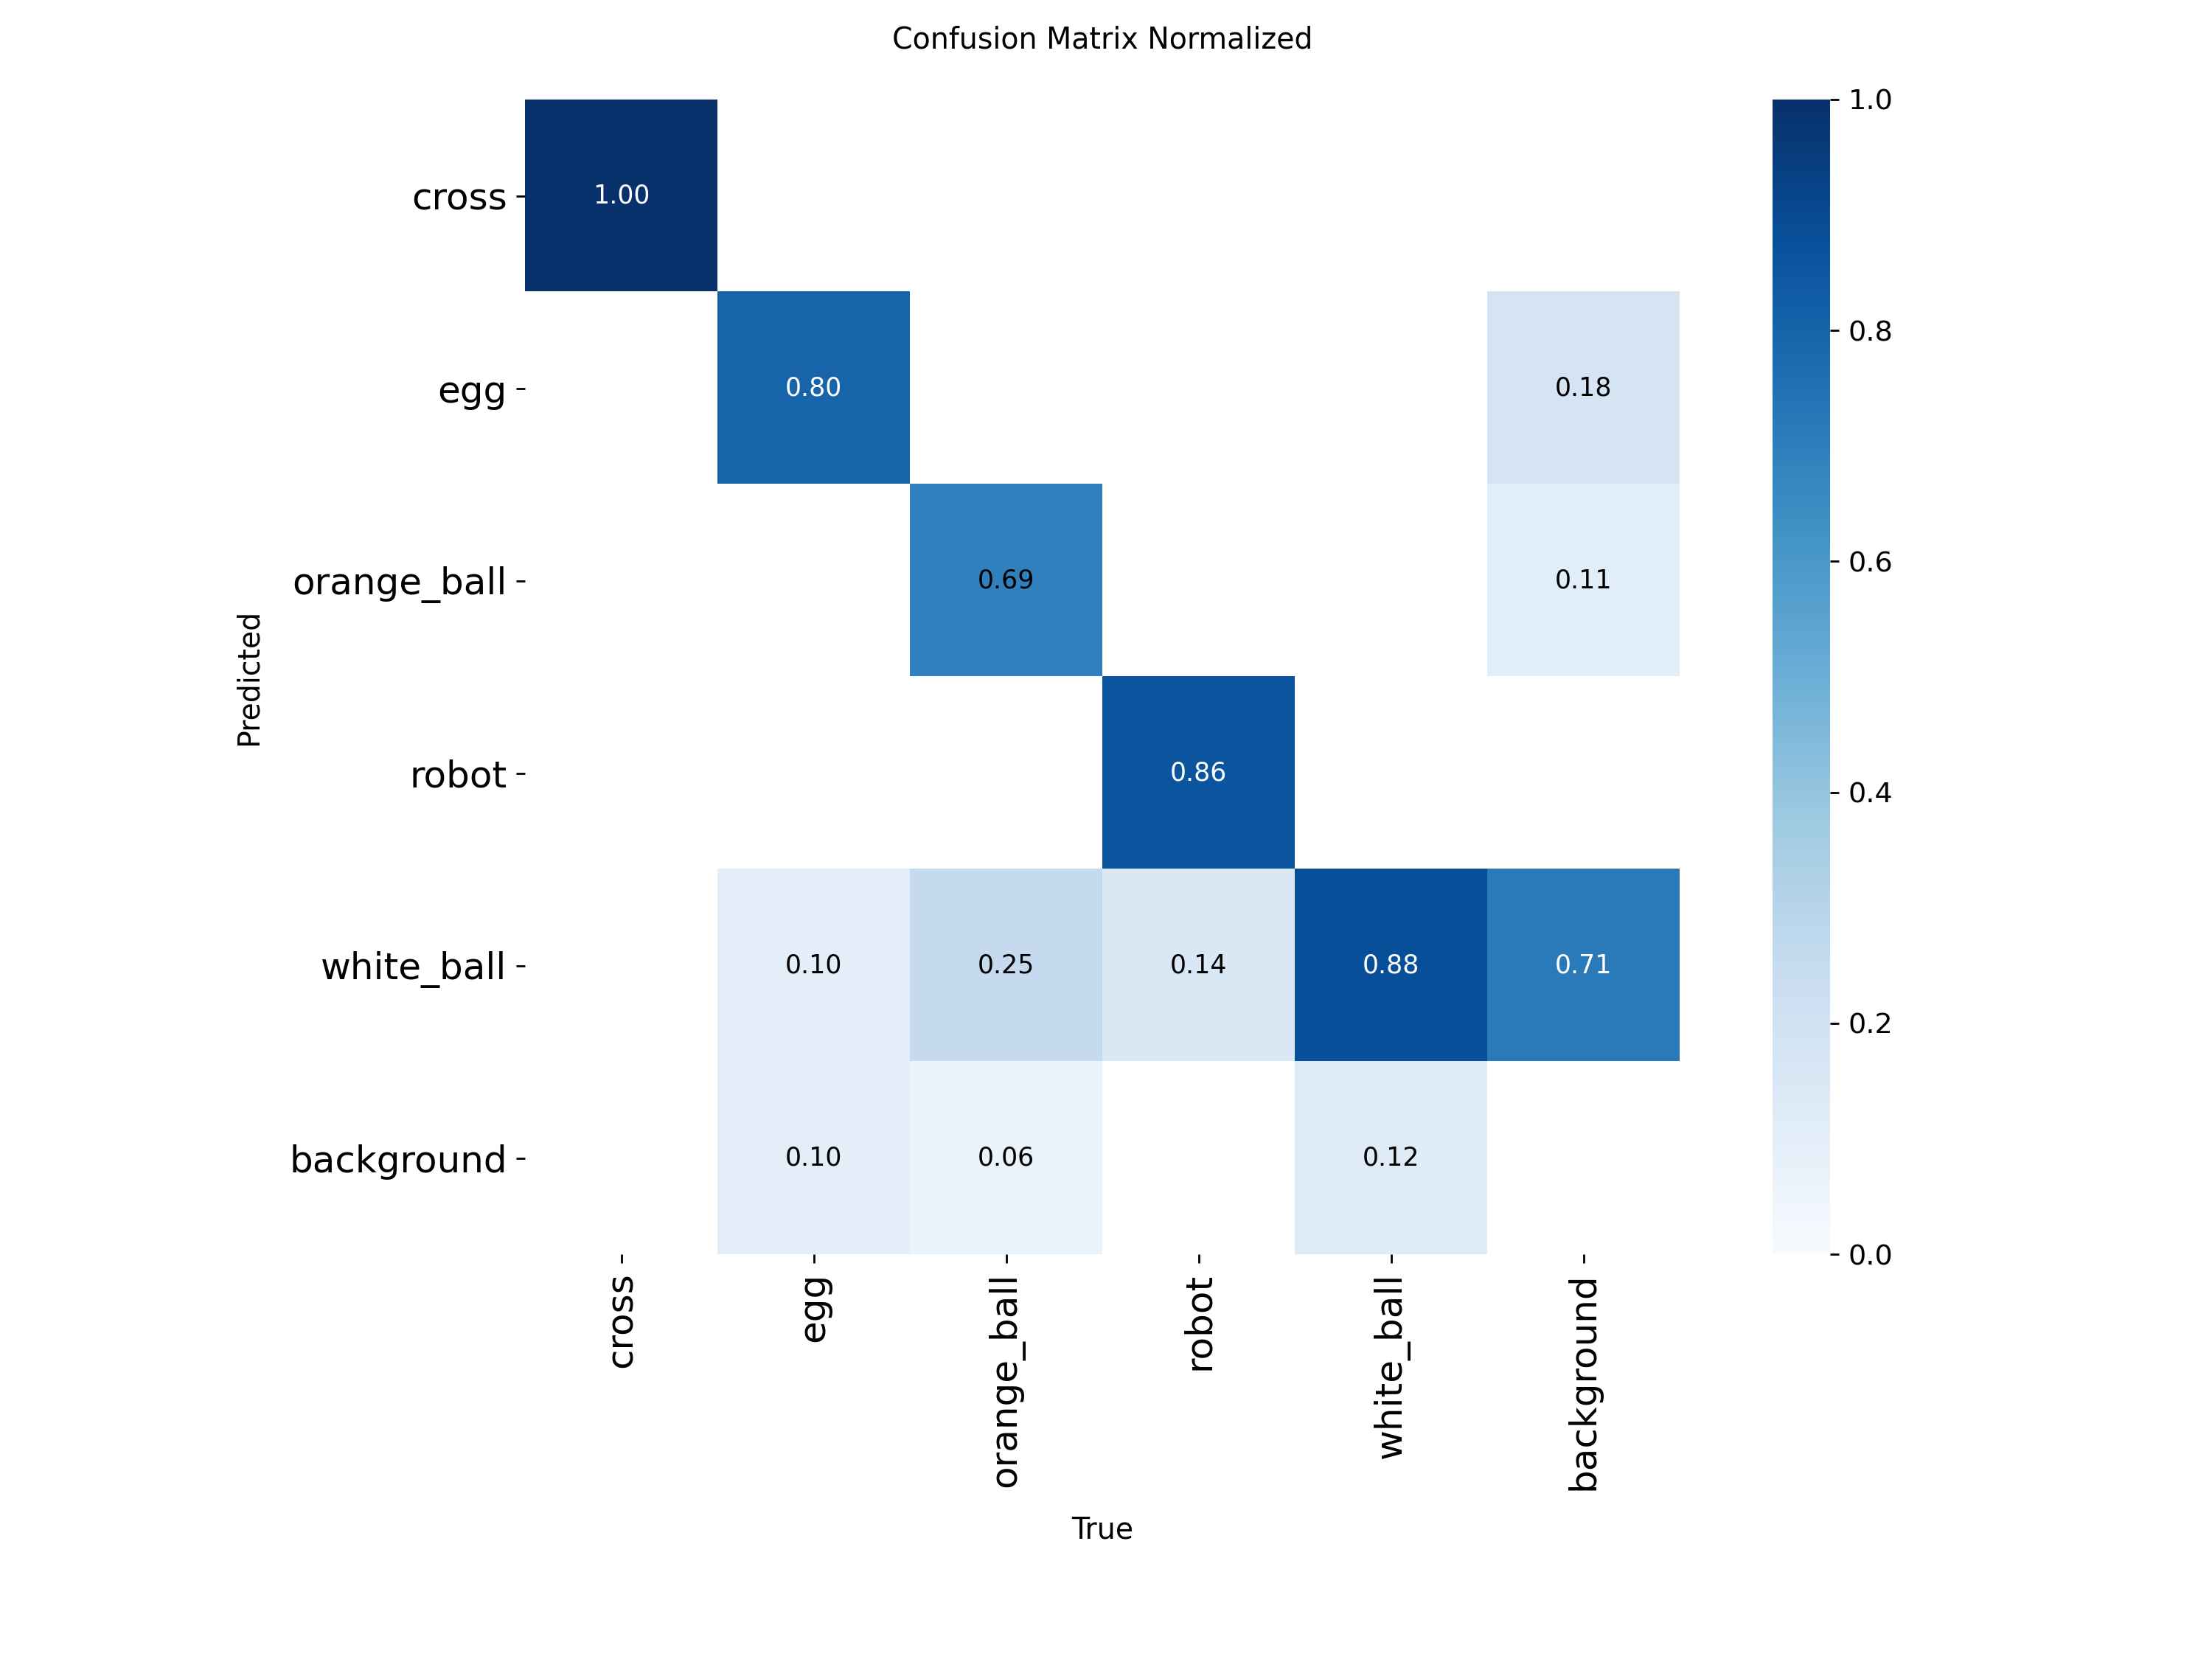 Confusion Matrix Normalized
cross
1.00
egg
0.80
0.18
orange_ball
0.69
0.11
robot
0.86
white_ball
0.10
0.25
0.14
0.88
0.71
background
0.10
0.06
0.12
Predicted
cross
egg
orange_ball
robot
white_ball
background
True
1.0
0.8
0.6
0.4
0.2
0.0